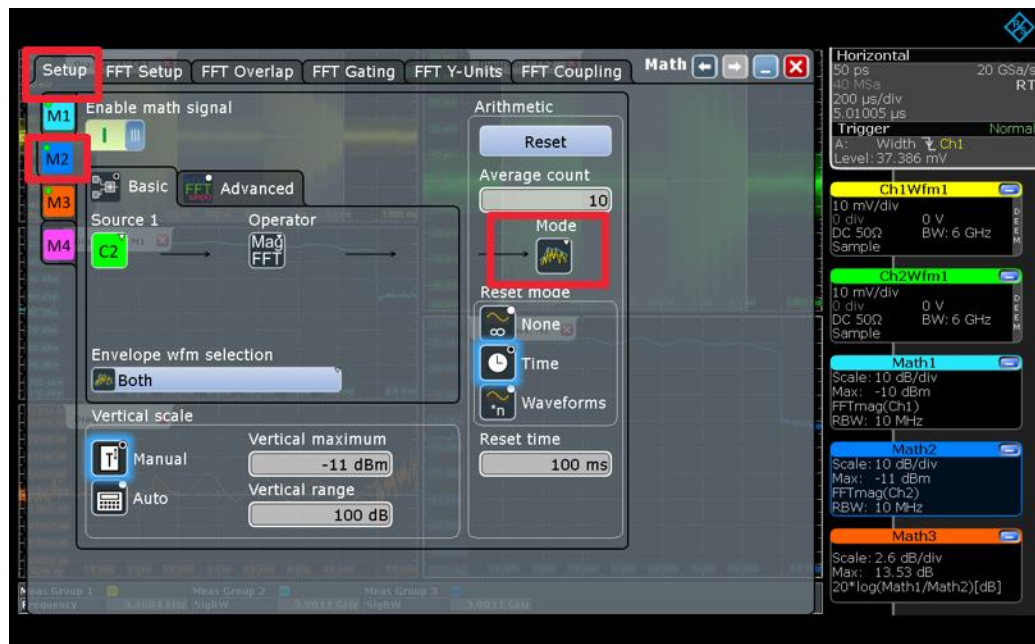 Setup FFT Setup FFT Overlap FFT Gating FFT Y-Units FFT Coupling Math
M1
M2
M3
M4
Enable math signal
Basic
FFT Advanced
Source 1 Operator
C2
Mag
FFT
Envelope wfm selection
Both
Vertical scale
Manual
Auto
Vertical maximum
-11 dBm
Vertical range
100 dB
Arithmetic
Reset
Average count
10
Mode
Reset mode
None
Time
*n Waveforms
Reset time
100 ms
Horizontal
50 ps 20 GSa/s
40 MSa RT
200 µs/div
5.01005 µs
Trigger Normal
A: Width Ch1
Level: 37.386 mV
Ch1Wfm1
10 mV/div
0 div 0 V
DC 50Ω BW: 6 GHz
Sample
DEEM
Ch2Wfm1
10 mV/div
0 div 0 V
DC 50Ω BW: 6 GHz
Sample
DEEM
Math1
Scale: 10 dB/div
Max: -10 dBm
FFTmag(Ch1)
RBW: 10 MHz
Math2
Scale: 10 dB/div
Max: -11 dBm
FFTmag(Ch2)
RBW: 10 MHz
Math3
Scale: 2.6 dB/div
Max: 13.53 dB
20*log(Math1/Math2)[dB]
Meas Group 1 Meas Group 2 Meas Group 3
Frequency SigBW SigBW